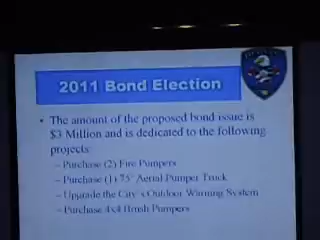 2011 Bond Election
• The amount of the proposed bond issue is
$3 Million and is dedicated to the following
projects:
– Purchase (2) Fire Pumpers
– Purchase (1) 75' Aerial Pumper Truck
– Upgrade the City's Outdoor Warning System
– Purchase 4x4 Brush Pumpers